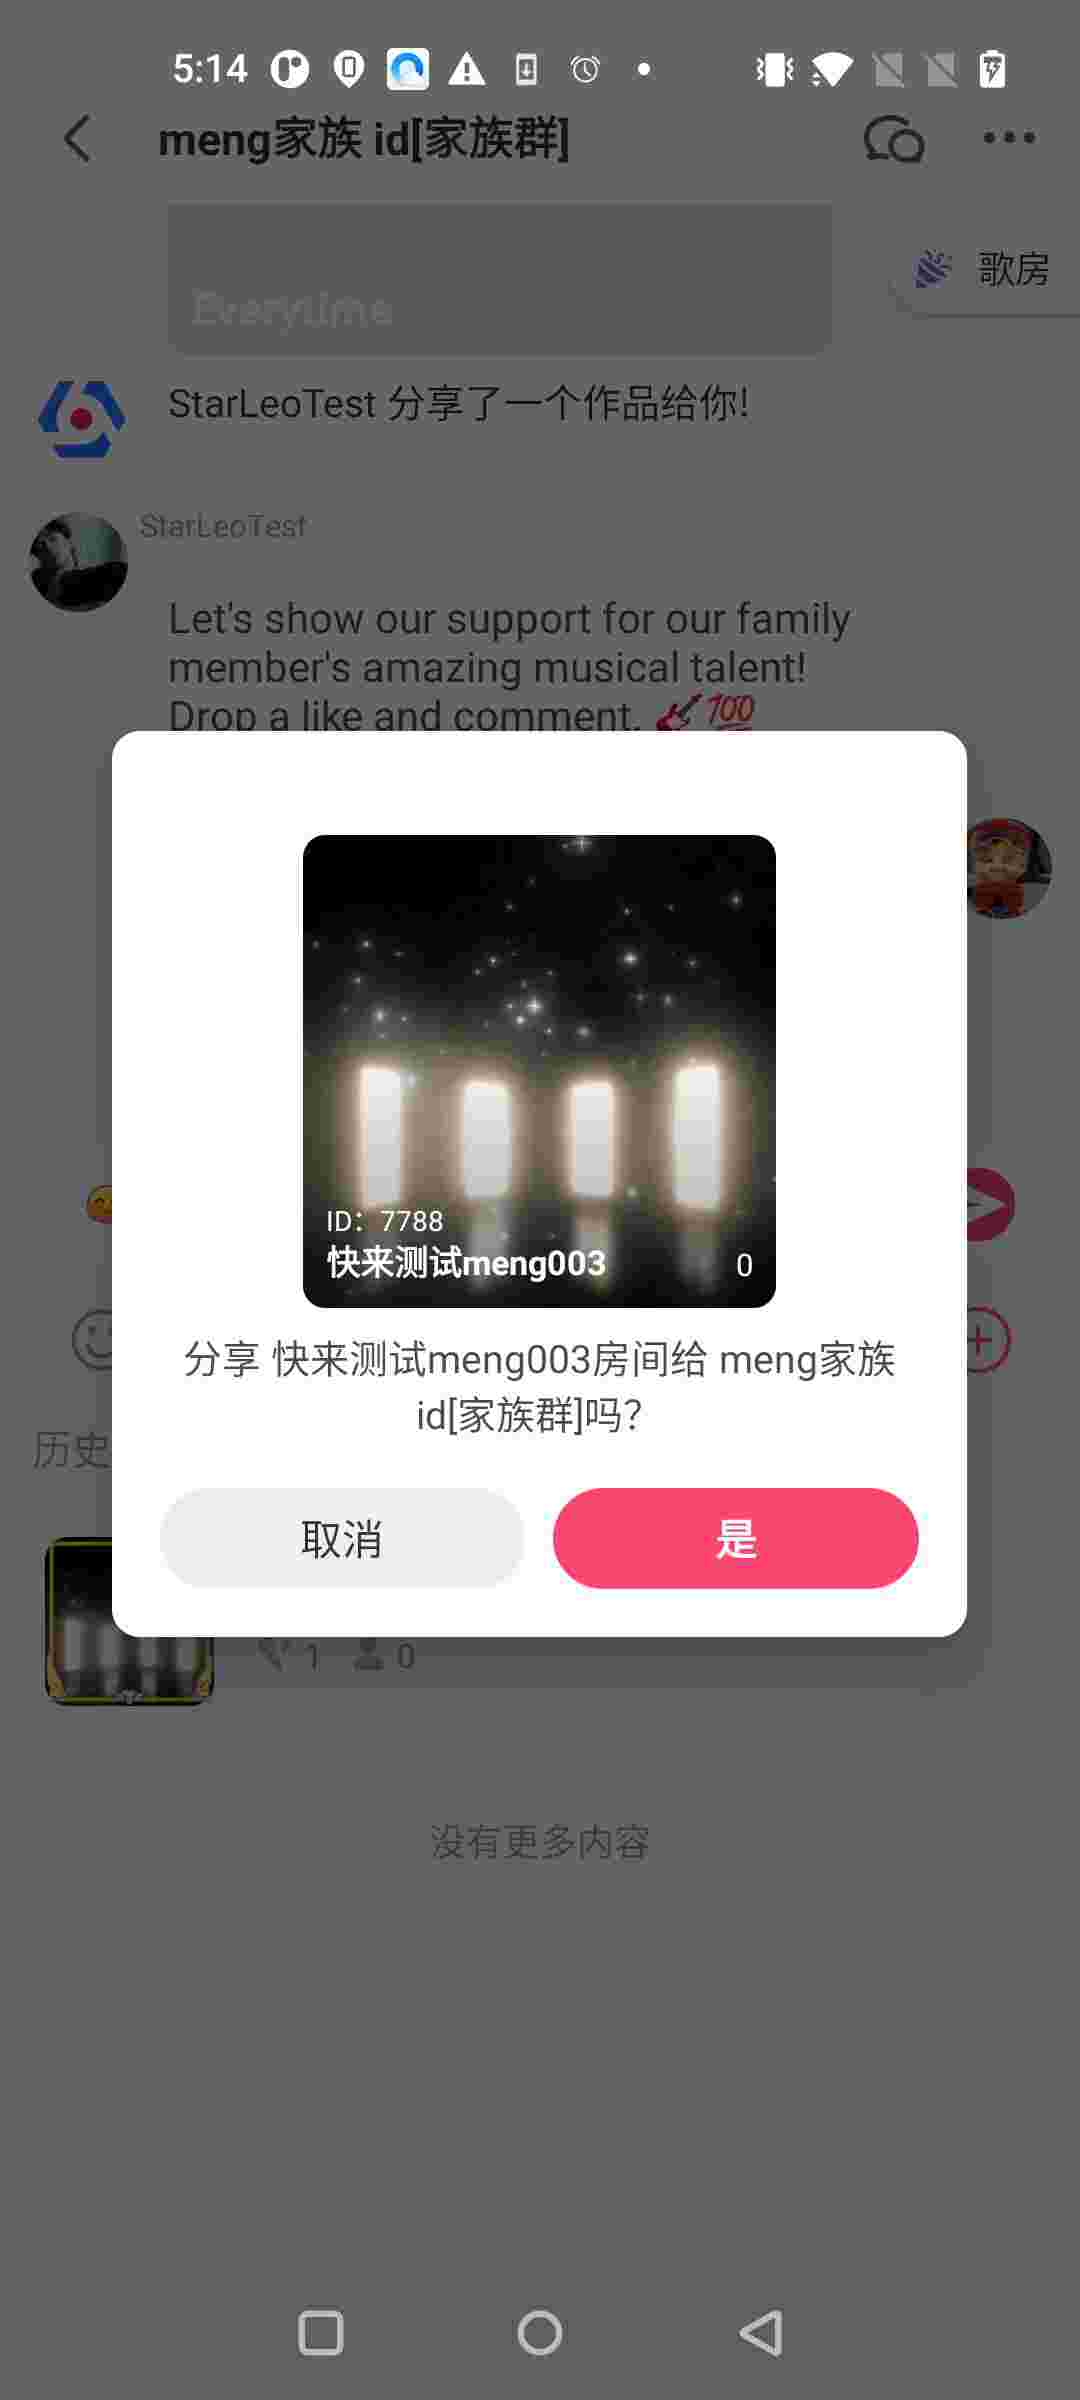 5:14
meng家族 id[家族群]
Everytime
歌房
StarLeoTest 分享了一个作品给你!
StarLeoTest
Let's show our support for our family
member's amazing musical talent!
Drop a like and comment. 🎸💯
ID: 7788
快来测试meng003
0
分享 快来测试meng003房间给 meng家族
id[家族群]吗?
历史
取消
是
1
0
没有更多内容